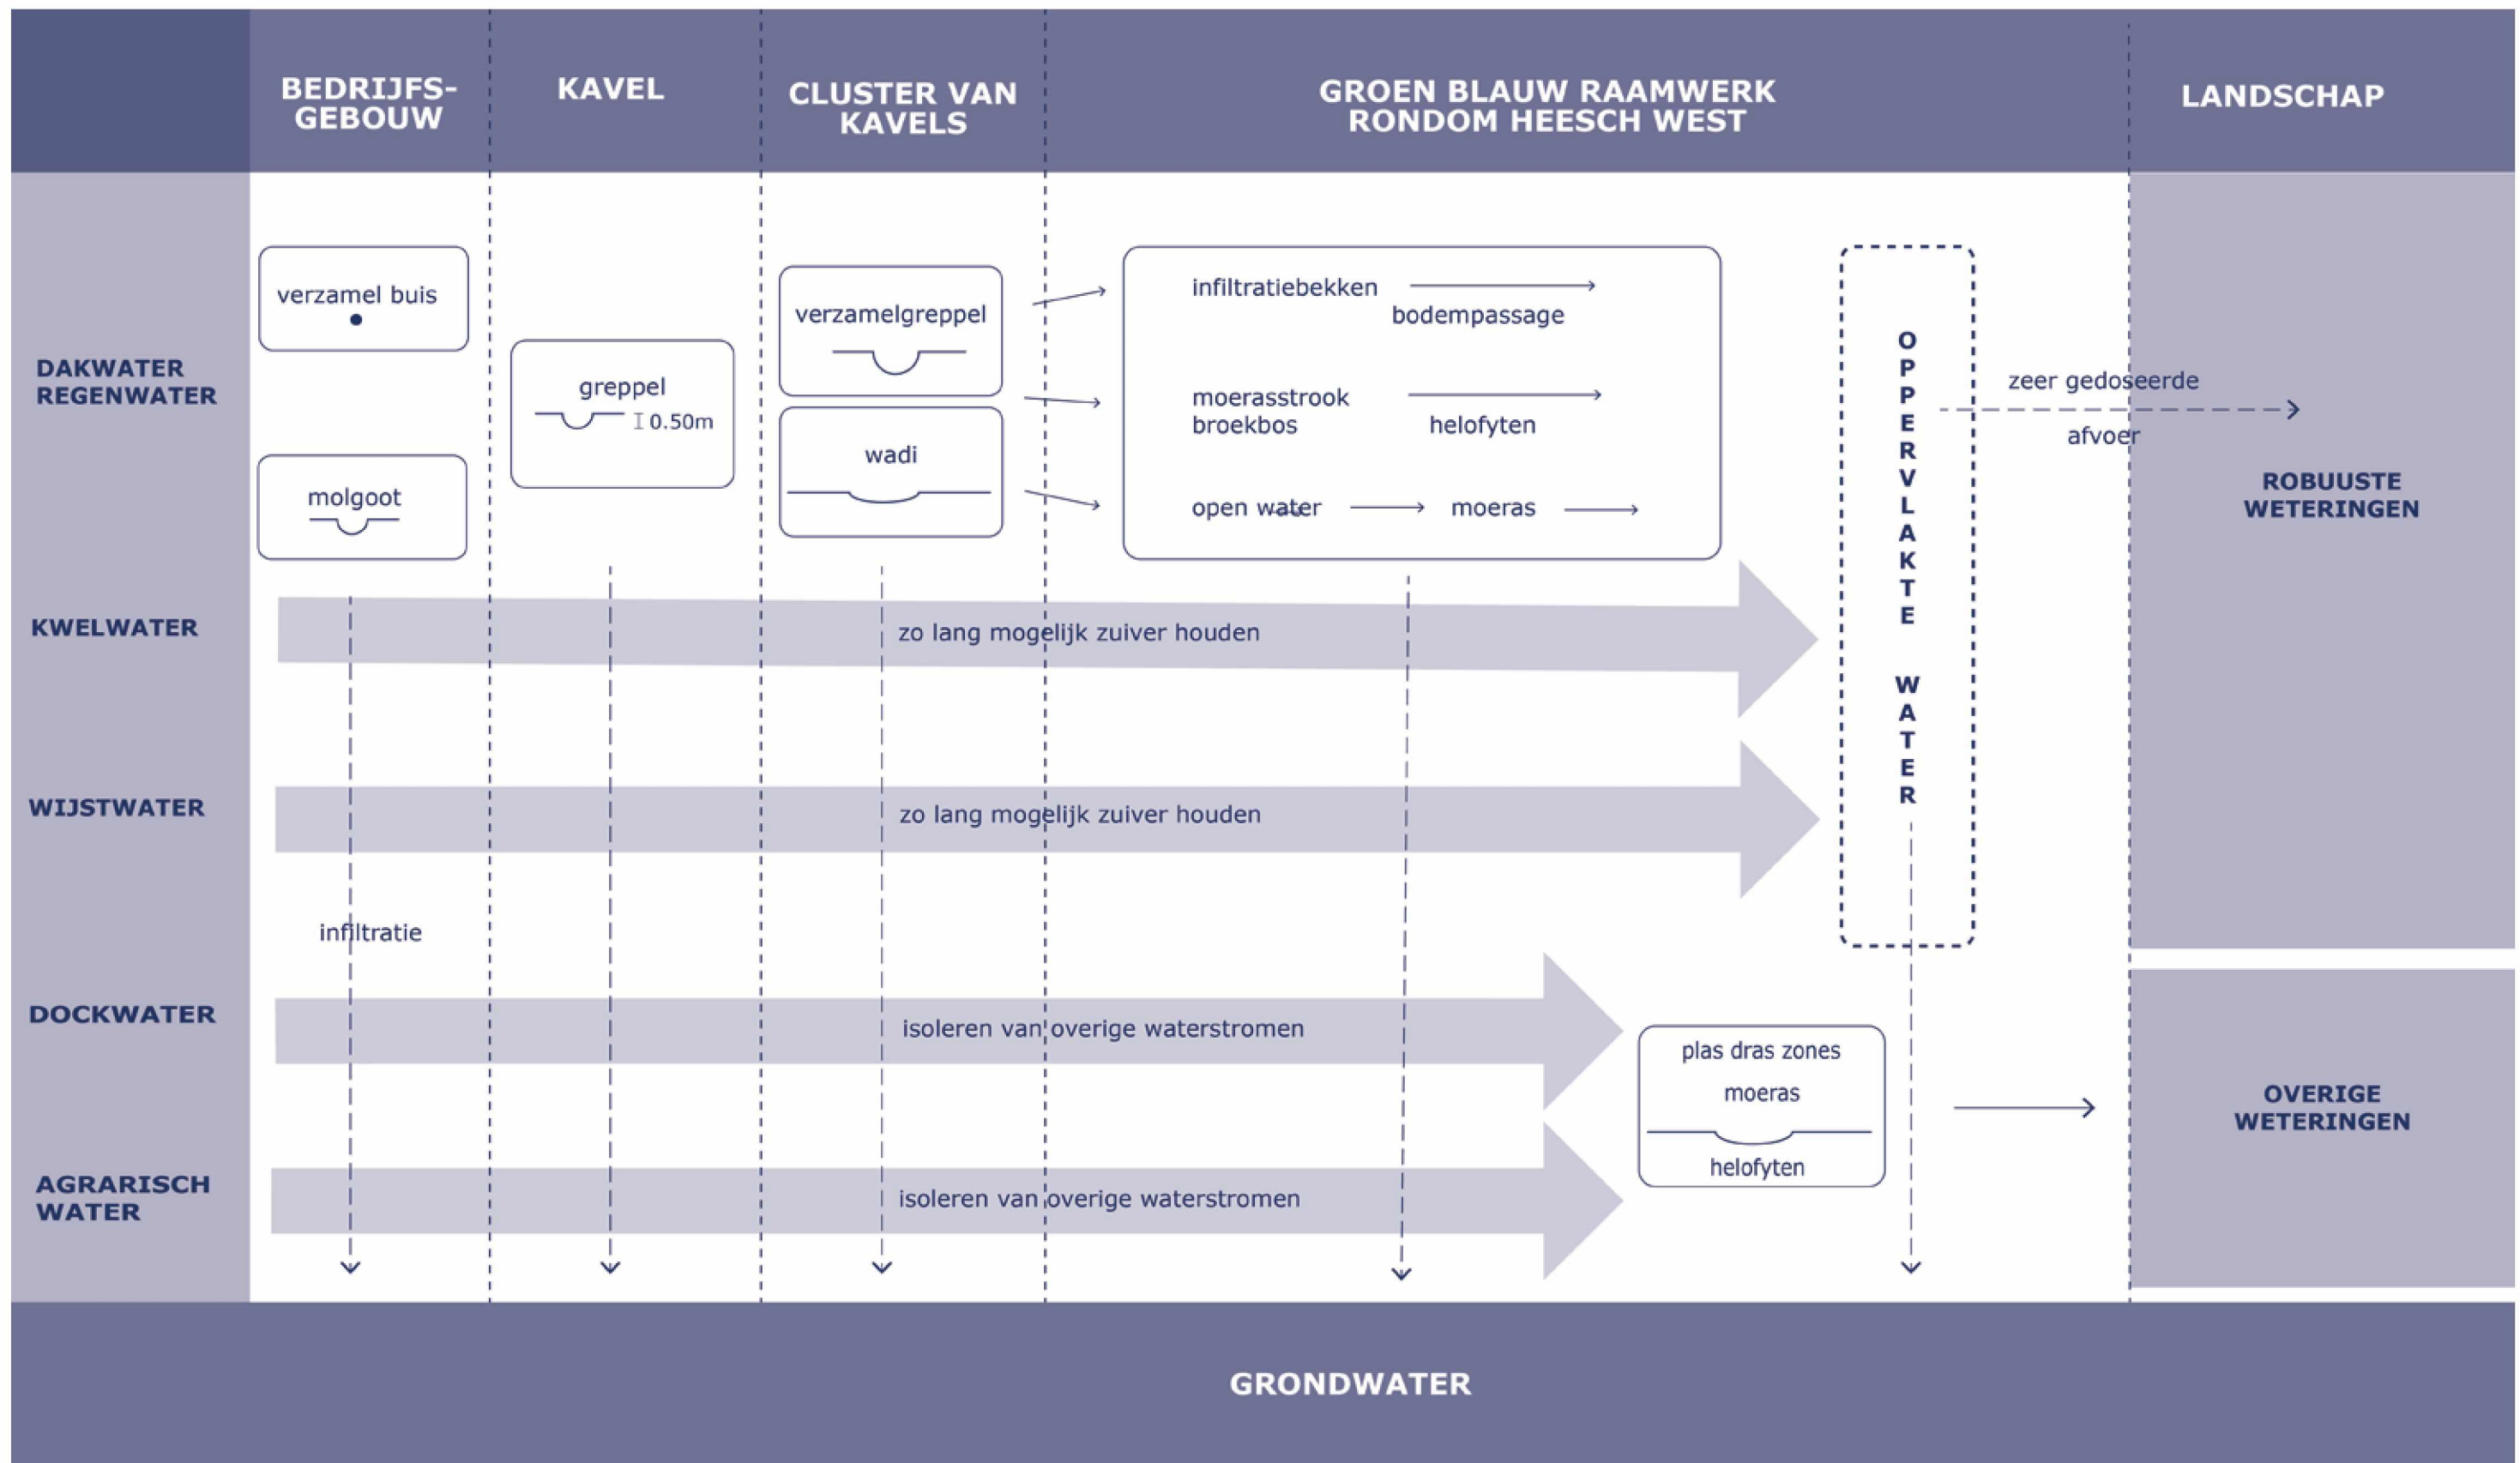 BEDRIJFS-
GEBOUW
KAVEL
CLUSTER VAN
KAVELS
GROEN BLAUW RAAMWERK
RONDOM HEESCH WEST
LANDSCHAP
DAKWATER
REGENWATER
verzamel buis
molgoot
greppel
0.50m
verzamelgreppel
wadi
infiltratiebekken
bodempassage
moerasstrook
broekbos
helofyten
open water
moeras
OPPERVLAKTE WATER
zeer gedoseerde
afvoer
ROBUUSTE
WETERINGEN
KWELWATER
zo lang mogelijk zuiver houden
WIJSTWATER
zo lang mogelijk zuiver houden
infiltratie
DOCKWATER
isoleren van overige waterstromen
plas dras zones
moeras
helofyten
OVERIGE
WETERINGEN
AGRARISCH
WATER
isoleren van overige waterstromen
GRONDWATER